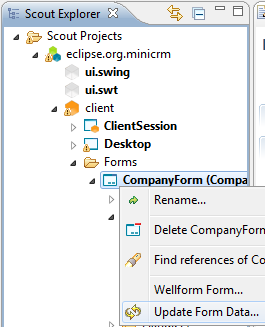 Scout Explorer
Scout Projects
eclipse.org.minicrm
ui.swing
ui.swt
client
ClientSession
Desktop
Forms
CompanyForm (Compa
Rename...
Delete CompanyForm
Find references of Co
Wellform Form...
Update Form Data...